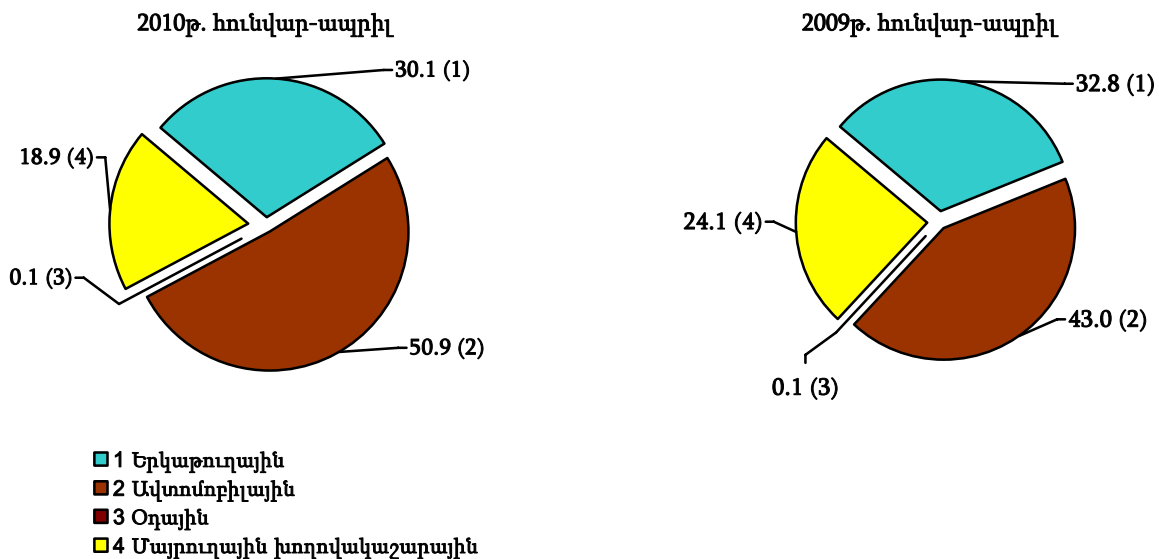 2010թ. հունվար-ապրիլ
30.1 (1)
18.9 (4)
0.1 (3)
50.9 (2)
2009թ. հունվար-ապրիլ
32.8 (1)
24.1 (4)
43.0 (2)
0.1 (3)
1 Երկաթուղային
2 Ավտոմոբիլային
3 Օդային
4 Մայրուղային խողովակաշարային